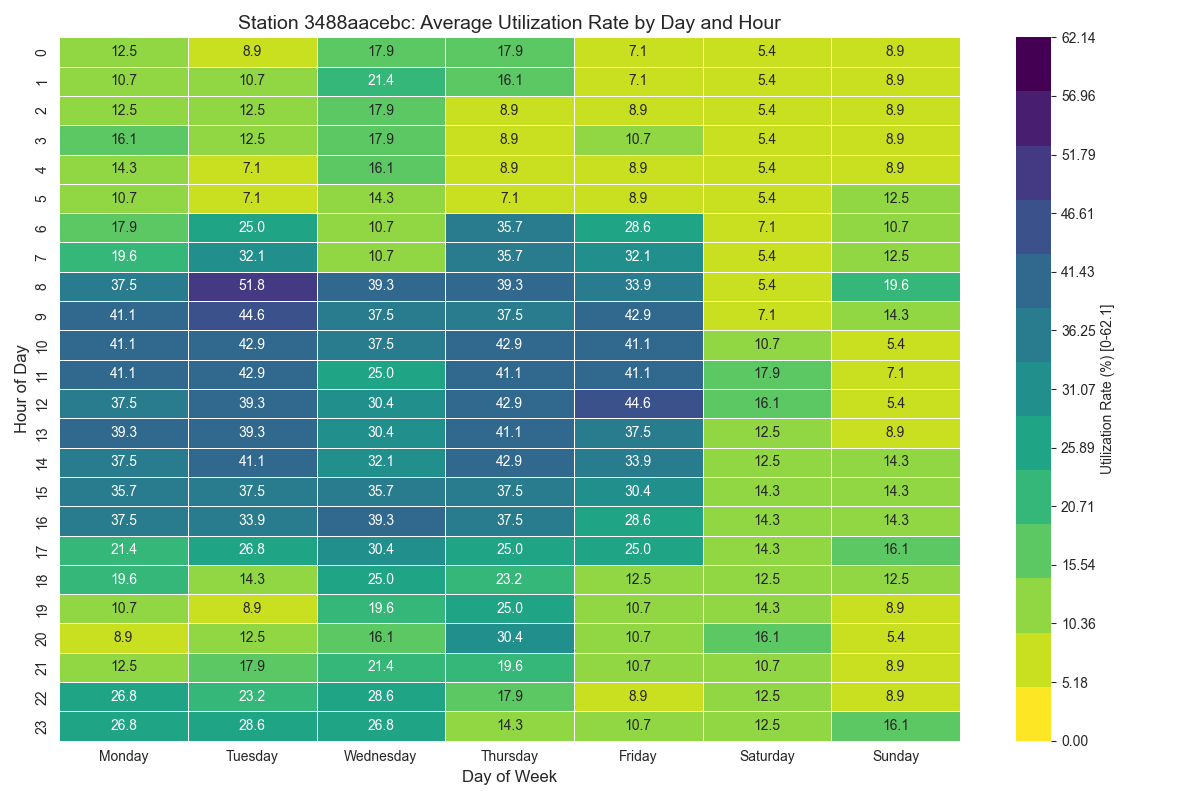 Station 3488aacebc: Average Utilization Rate by Day and Hour
0 12.5 8.9 17.9 17.9 7.1 5.4 8.9
1 10.7 10.7 21.4 16.1 7.1 5.4 8.9
2 12.5 12.5 17.9 8.9 8.9 5.4 8.9
3 16.1 12.5 17.9 8.9 10.7 5.4 8.9
4 14.3 7.1 16.1 8.9 8.9 5.4 8.9
5 10.7 7.1 14.3 7.1 8.9 5.4 12.5
6 17.9 25.0 10.7 35.7 28.6 7.1 10.7
7 19.6 32.1 10.7 35.7 32.1 5.4 12.5
8 37.5 51.8 39.3 39.3 33.9 5.4 19.6
9 41.1 44.6 37.5 37.5 42.9 7.1 14.3
10 41.1 42.9 37.5 42.9 41.1 10.7 5.4
11 41.1 42.9 25.0 41.1 41.1 17.9 7.1
12 37.5 39.3 30.4 42.9 44.6 16.1 5.4
13 39.3 39.3 30.4 41.1 37.5 12.5 8.9
14 37.5 41.1 32.1 42.9 33.9 12.5 14.3
15 35.7 37.5 35.7 37.5 30.4 14.3 14.3
16 37.5 33.9 39.3 37.5 28.6 14.3 14.3
17 21.4 26.8 30.4 25.0 25.0 14.3 16.1
18 19.6 14.3 25.0 23.2 12.5 12.5 12.5
19 10.7 8.9 19.6 25.0 10.7 14.3 8.9
20 8.9 12.5 16.1 30.4 10.7 16.1 5.4
21 12.5 17.9 21.4 19.6 10.7 10.7 8.9
22 26.8 23.2 28.6 17.9 8.9 12.5 8.9
23 26.8 28.6 26.8 14.3 10.7 12.5 16.1
Monday Tuesday Wednesday Thursday Friday Saturday Sunday
Day of Week
Hour of Day
62.14
56.96
51.79
46.61
41.43
36.25
31.07
25.89
20.71
15.54
10.36
5.18
0.00
Utilization Rate (%) [0-62.1]